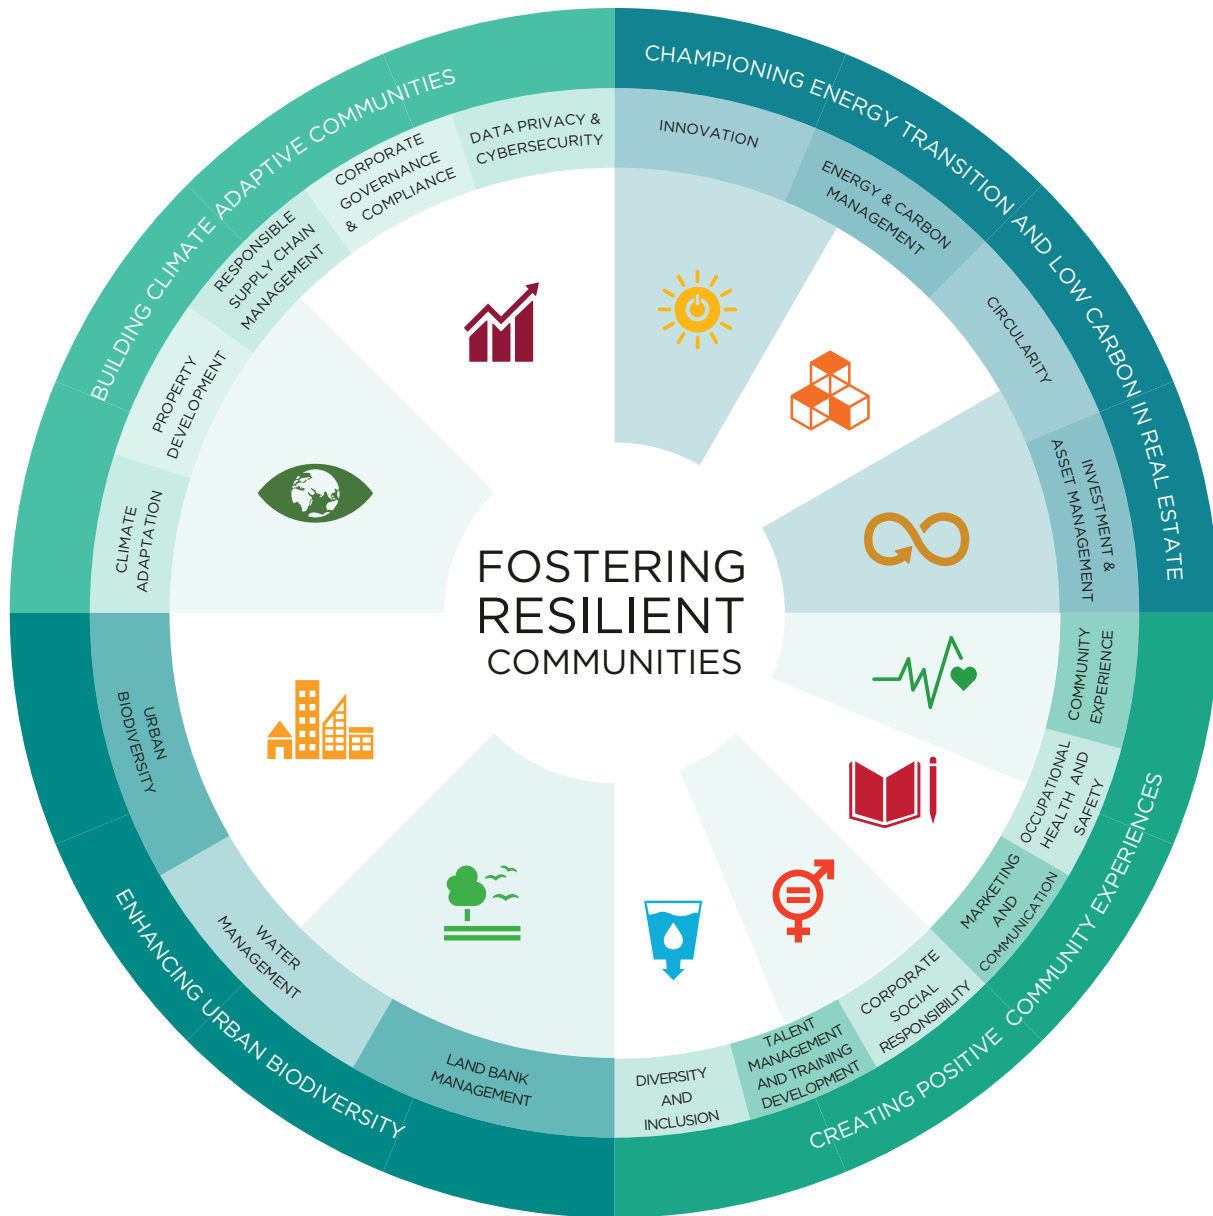 BUILDING CLIMATE ADAPTIVE COMMUNITIES
CHAMPIONING ENERGY TRANSITION AND LOW CARBON IN REAL ESTATE
CREATING POSITIVE COMMUNITY EXPERIENCES
ENHANCING URBAN BIODIVERSITY
CLIMATE
ADAPTATION
PROPERTY
DEVELOPMENT
RESPONSIBLE
SUPPLY CHAIN
MANAGEMENT
CORPORATE
GOVERNANCE
& COMPLIANCE
DATA PRIVACY &
CYBERSECURITY
INNOVATION
ENERGY & CARBON
MANAGEMENT
CIRCULARITY
INVESTMENT &
ASSET MANAGEMENT
COMMUNITY
EXPERIENCE
OCCUPATIONAL
HEALTH AND
SAFETY
MARKETING
AND
COMMUNICATION
CORPORATE
SOCIAL
RESPONSIBILITY
TALENT
MANAGEMENT
AND TRAINING
DEVELOPMENT
DIVERSITY
AND
INCLUSION
LAND BANK
MANAGEMENT
WATER
MANAGEMENT
URBAN
BIODIVERSITY
FOSTERING
RESILIENT
COMMUNITIES